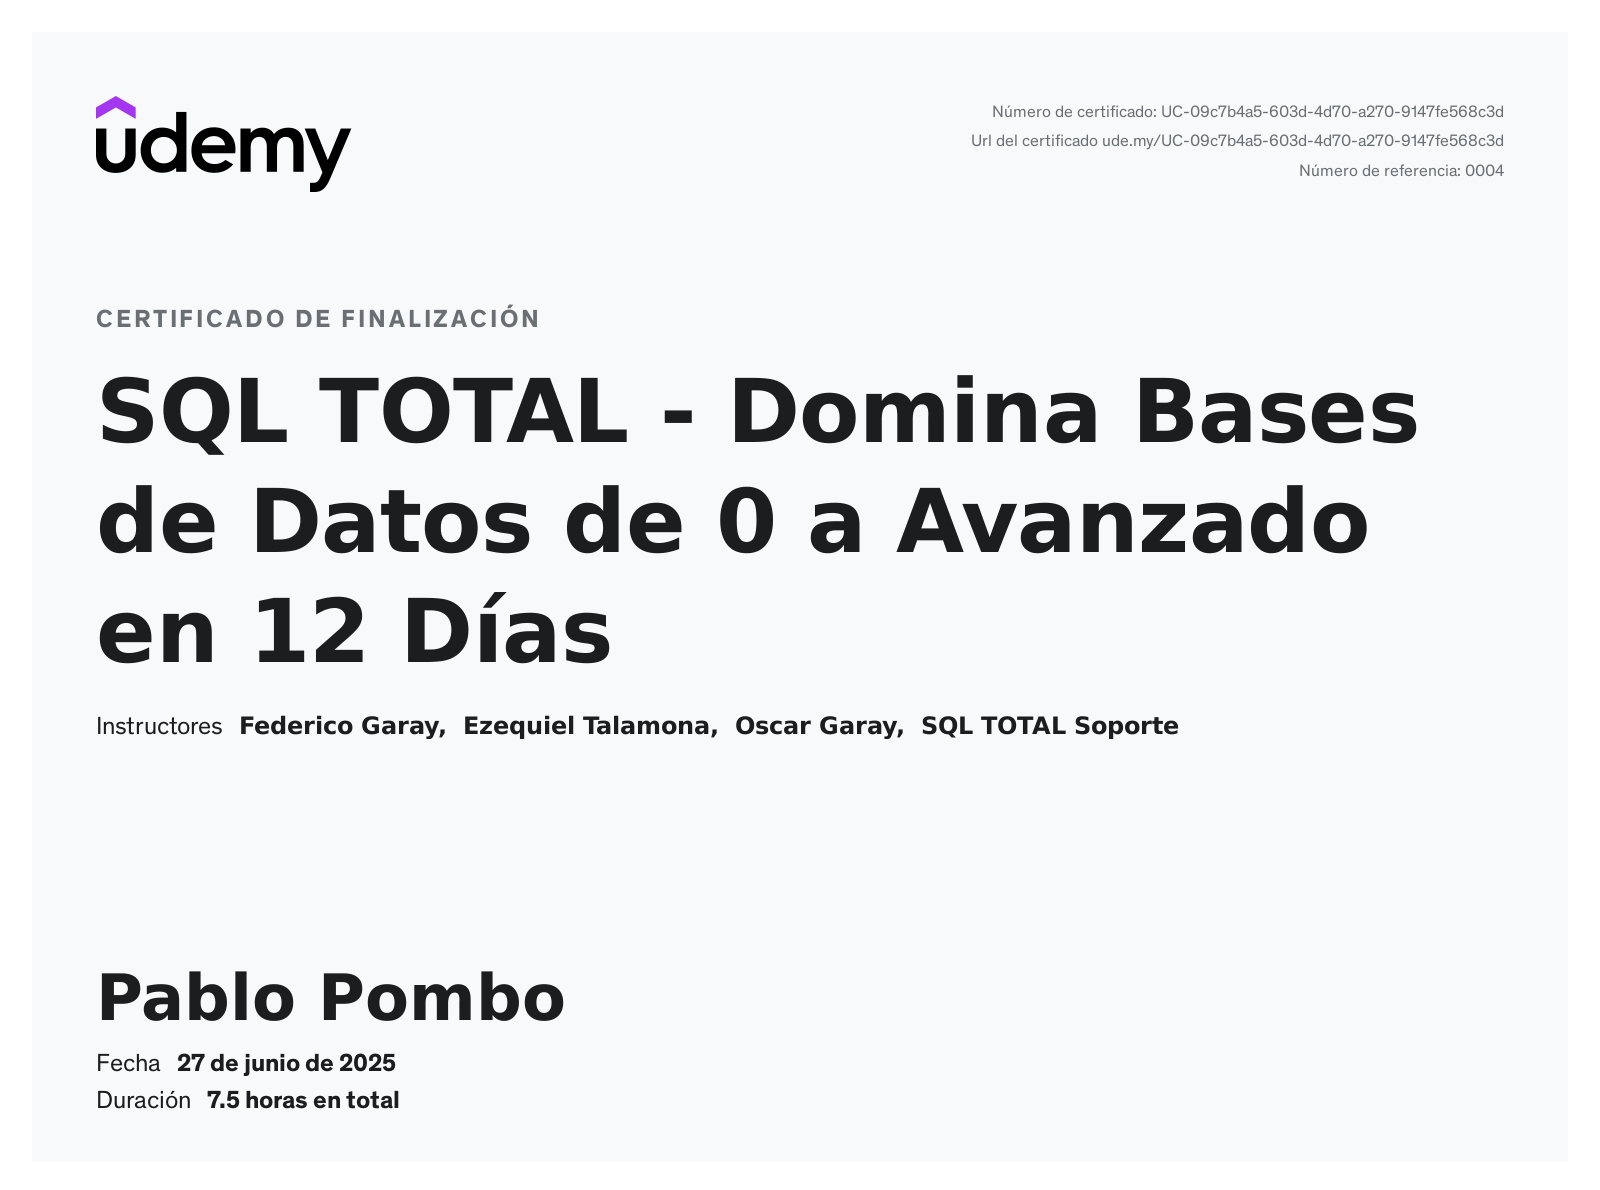 udemy
Número de certificado: UC-09c7b4a5-603d-4d70-a270-9147fe568c3d
Url del certificado ude.my/UC-09c7b4a5-603d-4d70-a270-9147fe568c3d
Número de referencia: 0004
CERTIFICADO DE FINALIZACIÓN
SQL TOTAL - Domina Bases
de Datos de 0 a Avanzado
en 12 Días
Instructores Federico Garay, Ezequiel Talamona, Oscar Garay, SQL TOTAL Soporte
Pablo Pombo
Fecha 27 de junio de 2025
Duración 7.5 horas en total